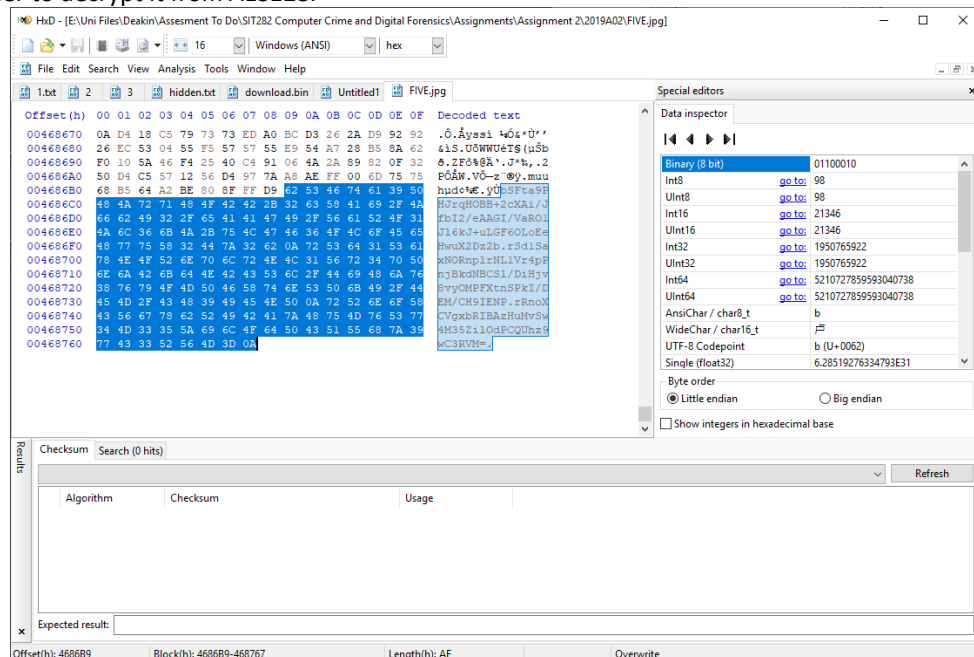 er to decrypt it from AES128.
HxD - [E:\Uni Files\Deakin\Assesment To Do\SIT282 Computer Crime and Digital Forensics\Assignments\Assignment 2\2019A02\FIVE.jpg]
16 Windows (ANSI) hex
File Edit Search View Analysis Tools Window Help
1.txt 2 3 hidden.txt download.bin Untitled1 FIVE.jpg
Special editors
Offset(h) 00 01 02 03 04 05 06 07 08 09 0A 0B 0C 0D 0E 0F Decoded text
Data inspector
00468670 0A D4 18 C5 79 73 73 ED A0 BC D3 26 2A D9 92 92 .Ô.Åyssí ¼Ó&*Ù’’
00468680 26 EC 53 04 55 F5 57 57 55 E9 54 A7 28 B5 8A 62 &ìS.UõWWUéT§(µŠb
00468690 F0 10 5A 46 F4 25 40 C4 91 06 4A 2A 89 82 0F 32 ð.ZFô%@Ä‘.J*‰‚.2
004686A0 50 D4 C5 57 12 56 D4 97 7A A8 AE FF 00 6D 75 75 PÔÅW.VÔ—z¨®ÿ.muu
004686B0 68 B5 64 A2 BE 80 8F FF D9 62 53 46 74 61 39 50 hµd¢¾€.ÿÙbSFta9P
004686C0 48 4A 72 71 48 4F 42 42 2B 32 63 58 41 69 2F 4A HJrqHOBB+2cXAi/J
004686D0 66 62 49 32 2F 65 41 41 47 49 2F 56 61 52 4F 31 fbI2/eAAGI/VaRO1
004686E0 4A 6C 36 6B 4A 2B 75 4C 47 46 36 4F 4C 6F 45 65 Jl6kJ+uLGF6OLoEe
004686F0 48 77 75 58 32 44 7A 32 62 0A 72 53 64 31 53 61 HwuX2Dz2b.rSd1Sa
00468700 78 4E 4F 52 6E 70 6C 72 4E 4C 31 56 72 34 70 50 xNORnplrNL1Vr4pP
00468710 6E 6A 42 6B 64 4E 42 43 53 6C 2F 44 69 48 6A 76 njBkdNBCSl/DiHjv
00468720 38 76 79 4F 4D 50 46 58 74 6E 53 50 6B 49 2F 44 8vyOMPFXtnSPkI/D
00468730 45 4D 2F 43 48 39 49 45 4E 50 0A 72 52 6E 6F 58 EM/CH9IENP.rRnoX
00468740 43 56 67 78 62 52 49 42 41 7A 48 75 4D 76 53 77 CVgxbRIBAzHuMvSw
00468750 34 4D 33 35 5A 69 6C 4F 64 50 43 51 55 68 7A 39 4M35ZilOdPCQUhz9
00468760 77 43 33 52 56 4D 3D 0A wC3RVM=.
Binary (8 bit) 01100010
Int8 go to: 98
UInt8 go to: 98
Int16 go to: 21346
UInt16 go to: 21346
Int32 go to: 1950765922
UInt32 go to: 1950765922
Int64 go to: 5210727859593040738
UInt64 go to: 5210727859593040738
AnsiChar / char8_t b
WideChar / char16_t 卢
UTF-8 Codepoint b (U+0062)
Single (float32) 6.28519276334793E31
Byte order
Little endian Big endian
Show integers in hexadecimal base
Results
Checksum Search (0 hits)
Refresh
Algorithm Checksum Usage
Expected result:
Offset(h): 4686B9 Block(h): 4686B9-468767 Length(h): AF Overwrite